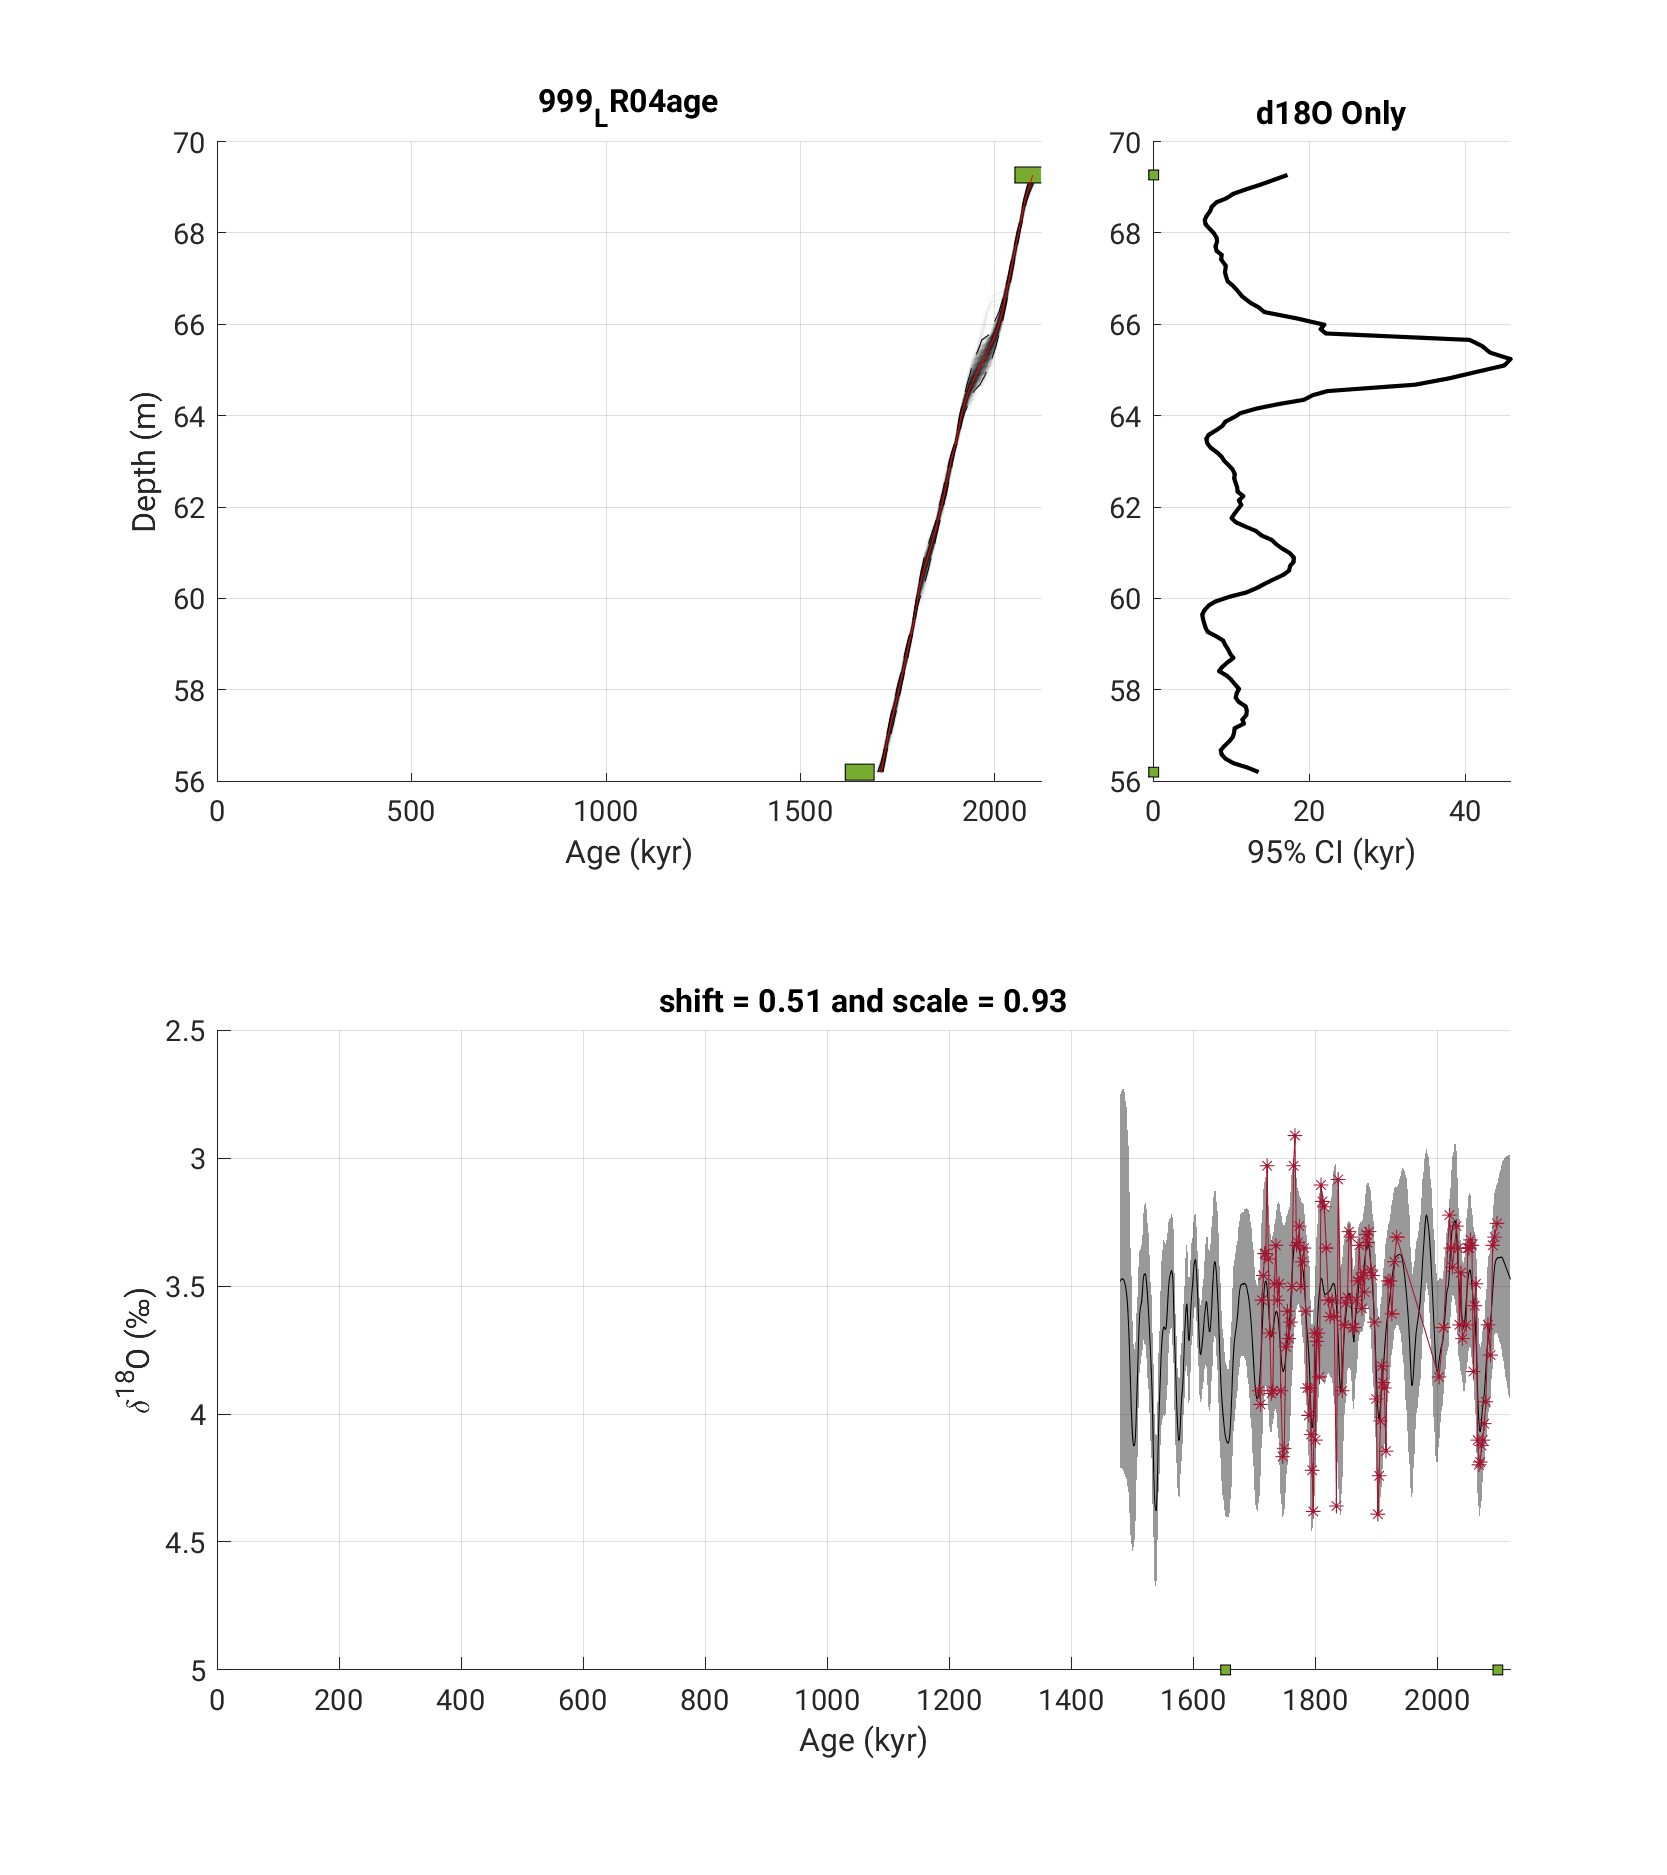 999_LR04age
70
68
66
64
62
60
58
56
Depth (m)
0 500 1000 1500 2000
Age (kyr)
d18O Only
70
68
66
64
62
60
58
56
0 20 40
95% CI (kyr)
shift = 0.51 and scale = 0.93
2.5
3
3.5
4
4.5
5
δ¹⁸O (‰)
0 200 400 600 800 1000 1200 1400 1600 1800 2000
Age (kyr)